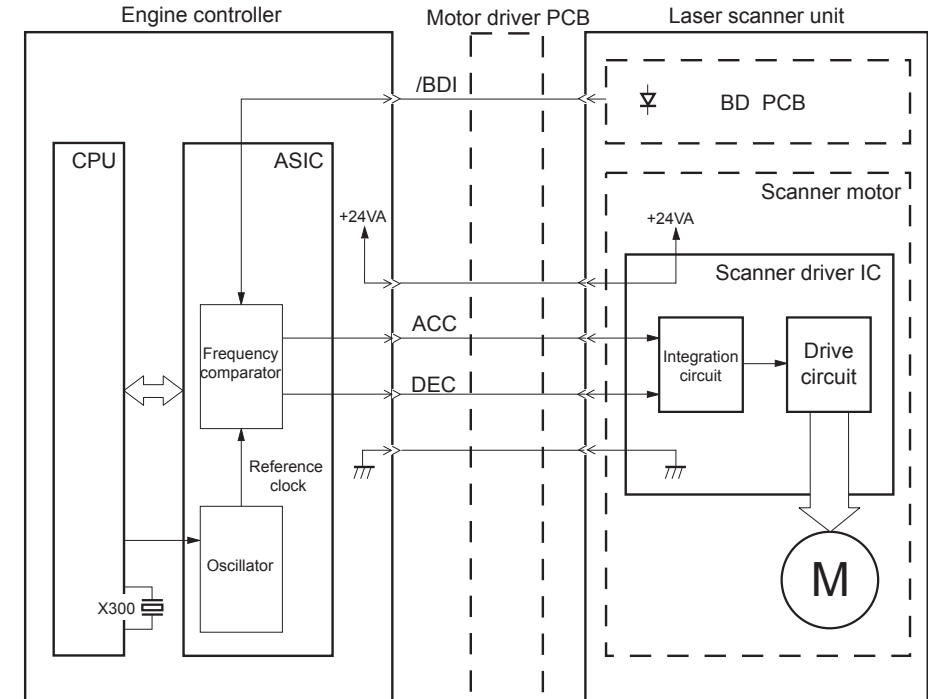 Engine controller
Motor driver PCB
Laser scanner unit
/BDI
BD PCB
CPU
ASIC
Scanner motor
+24VA
+24VA
Scanner driver IC
ACC
Frequency
comparator
Integration
circuit
Drive
circuit
DEC
Reference
clock
Oscillator
X300
M